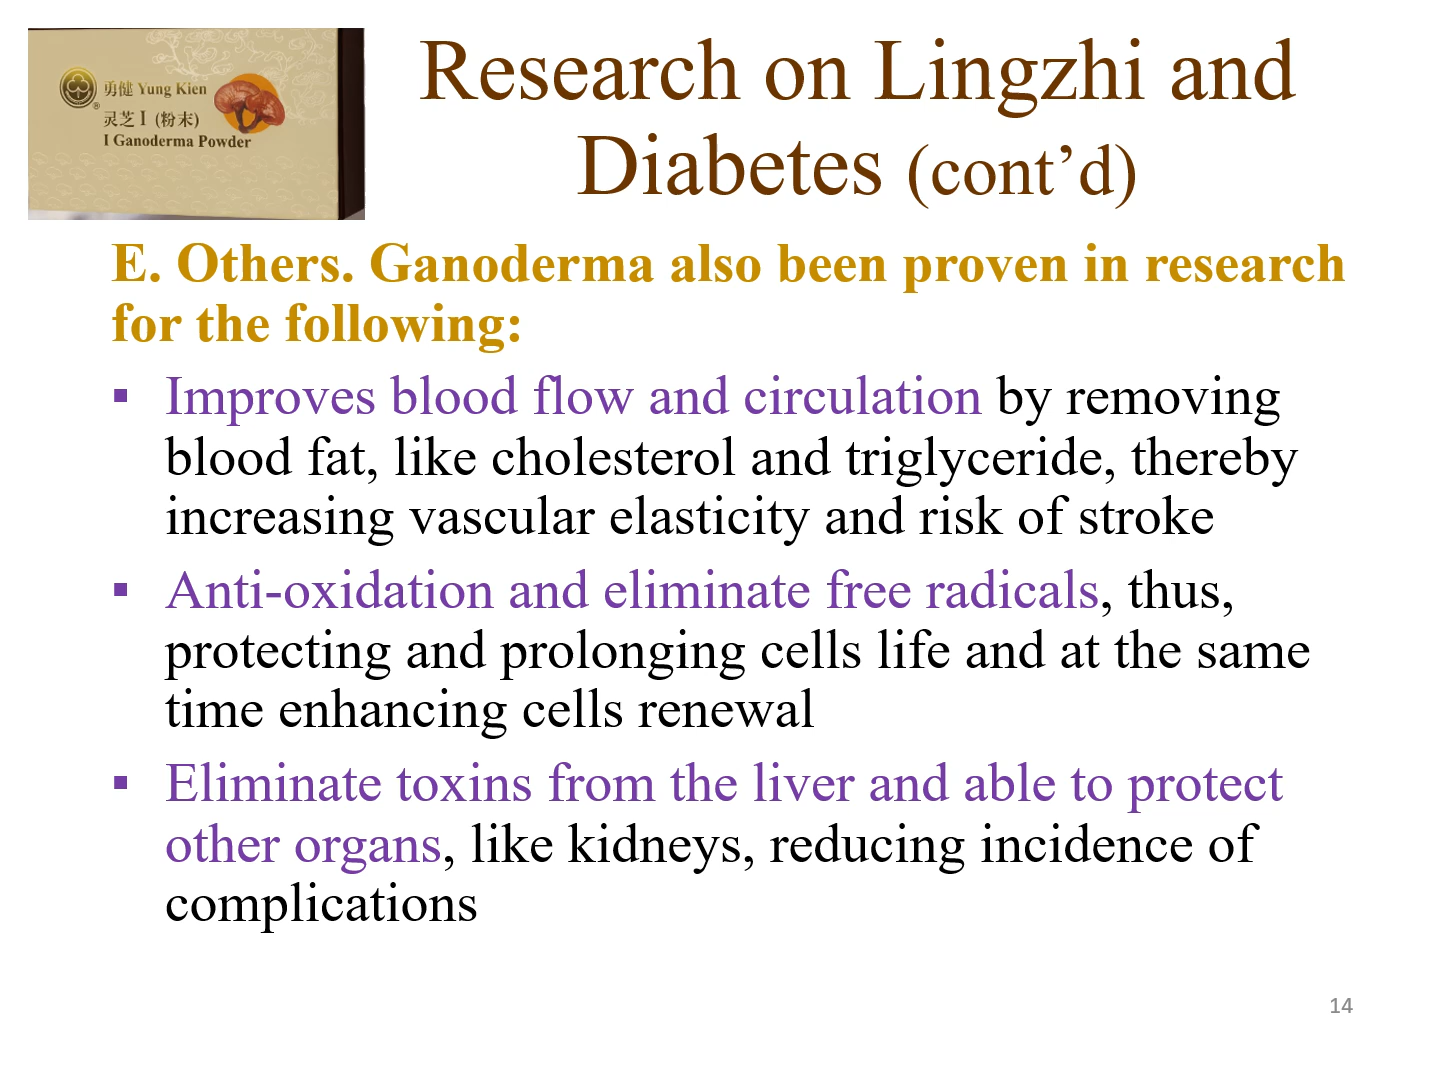 勇健 Yung Kien
灵芝 I (粉末)
I Ganoderma Powder
Research on Lingzhi and
Diabetes (cont’d)
E. Others. Ganoderma also been proven in research
for the following:
▪ Improves blood flow and circulation by removing
blood fat, like cholesterol and triglyceride, thereby
increasing vascular elasticity and risk of stroke
▪ Anti-oxidation and eliminate free radicals, thus,
protecting and prolonging cells life and at the same
time enhancing cells renewal
▪ Eliminate toxins from the liver and able to protect
other organs, like kidneys, reducing incidence of
complications
14